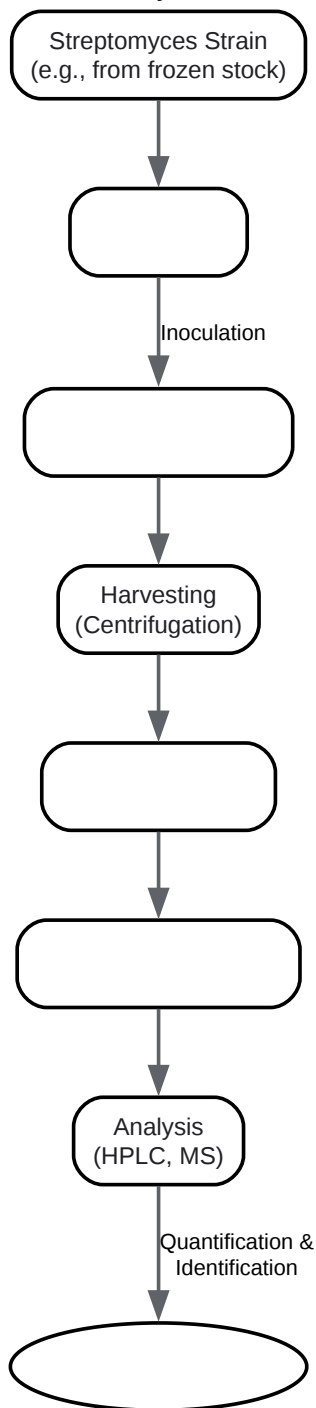 Streptomyces Strain
(e.g., from frozen stock)
Inoculation
Harvesting
(Centrifugation)
Analysis
(HPLC, MS)
Quantification &
Identification